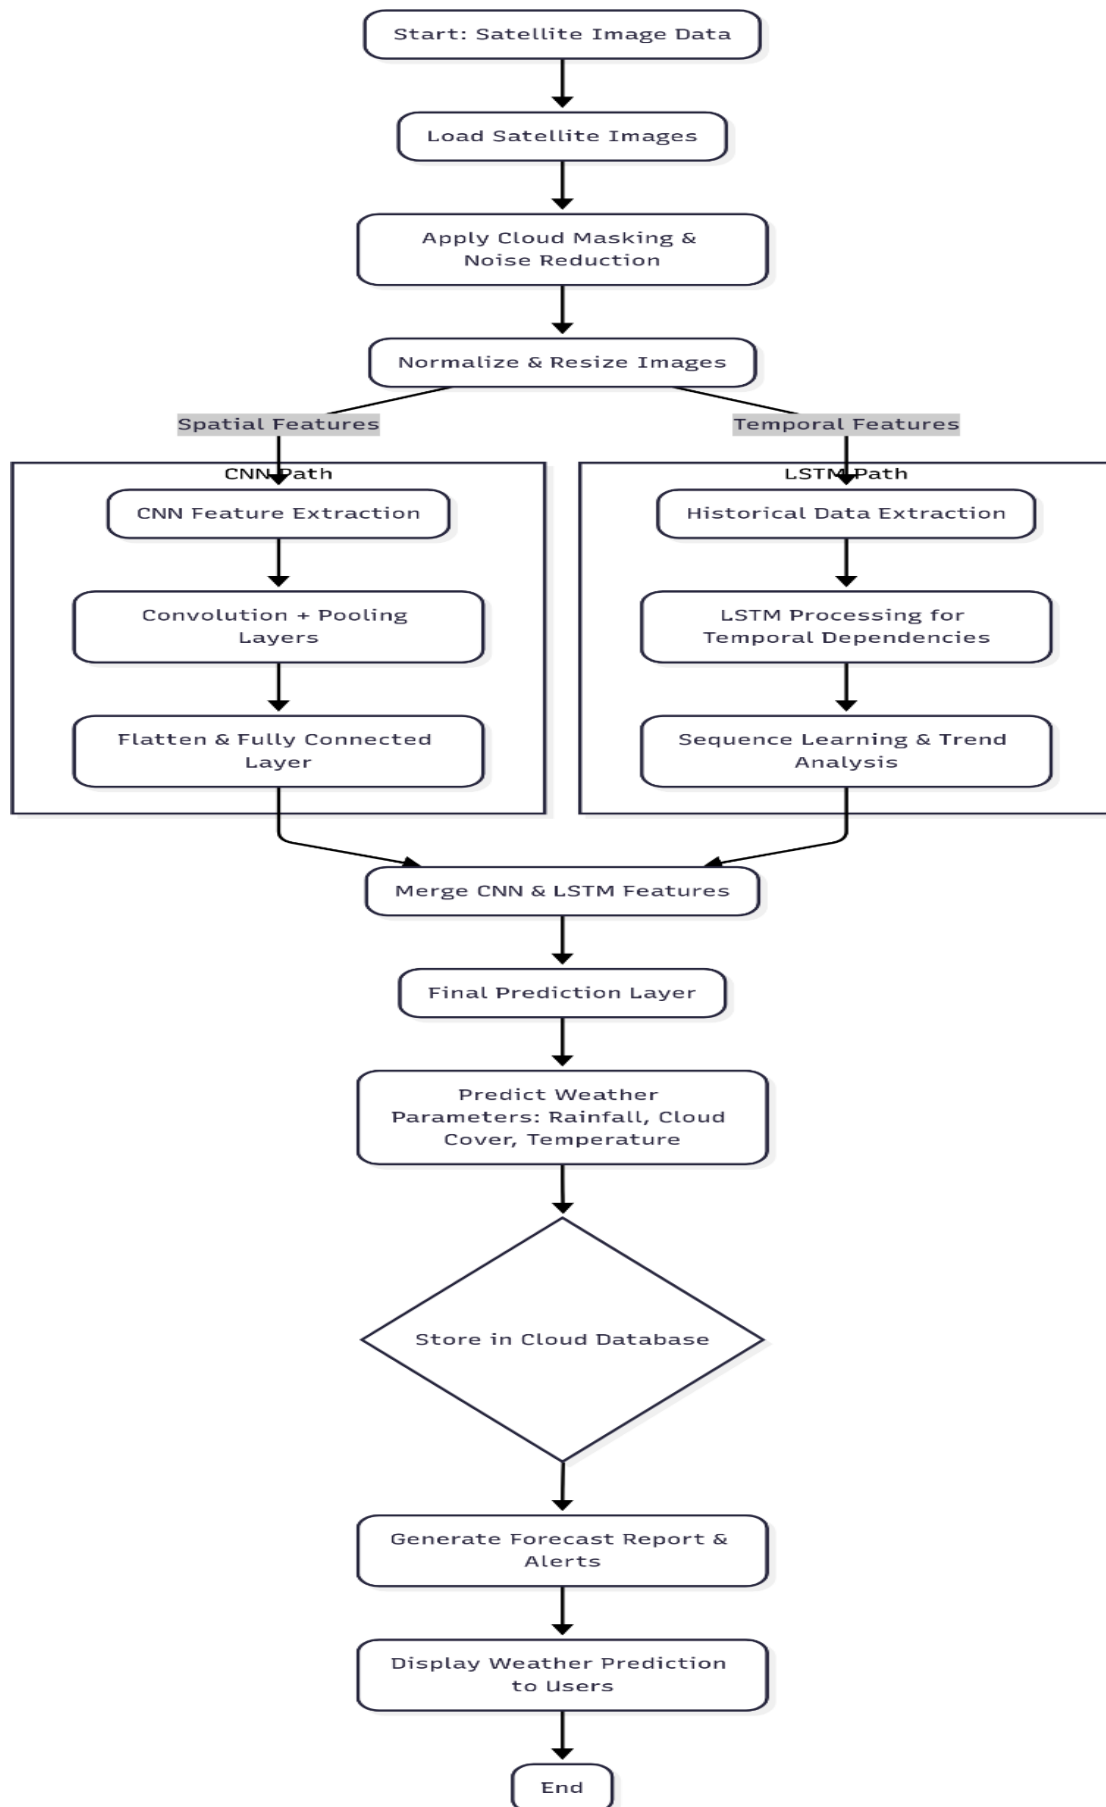 Start: Satellite Image Data
Load Satellite Images
Apply Cloud Masking &
Noise Reduction
Normalize & Resize Images
Spatial Features
Temporal Features
CNN Path
CNN Feature Extraction
Convolution + Pooling
Layers
Flatten & Fully Connected
Layer
LSTM Path
Historical Data Extraction
LSTM Processing for
Temporal Dependencies
Sequence Learning & Trend
Analysis
Merge CNN & LSTM Features
Final Prediction Layer
Predict Weather
Parameters: Rainfall, Cloud
Cover, Temperature
Store in Cloud Database
Generate Forecast Report &
Alerts
Display Weather Prediction
to Users
End